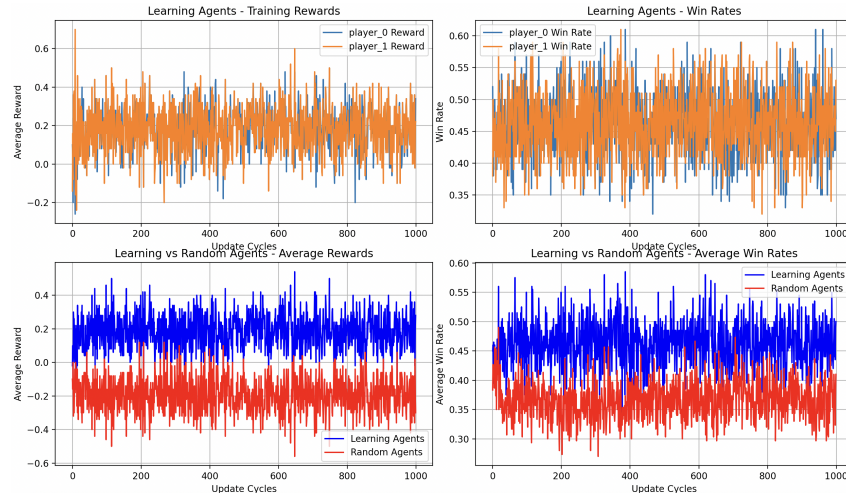 Learning Agents - Training Rewards
player_0 Reward
player_1 Reward
0.6
0.4
0.2
0.0
−0.2
Average Reward
0
200
400
600
800
1000
Update Cycles
Learning Agents - Win Rates
player_0 Win Rate
player_1 Win Rate
0.60
0.55
0.50
0.45
0.40
0.35
Win Rate
0
200
400
600
800
1000
Update Cycles
Learning vs Random Agents - Average Rewards
0.4
0.2
0.0
−0.2
−0.4
−0.6
Average Reward
Learning Agents
Random Agents
0
200
400
600
800
1000
Update Cycles
Learning vs Random Agents - Average Win Rates
Learning Agents
Random Agents
0.60
0.55
0.50
0.45
0.40
0.35
0.30
Average Win Rate
0
200
400
600
800
1000
Update Cycles